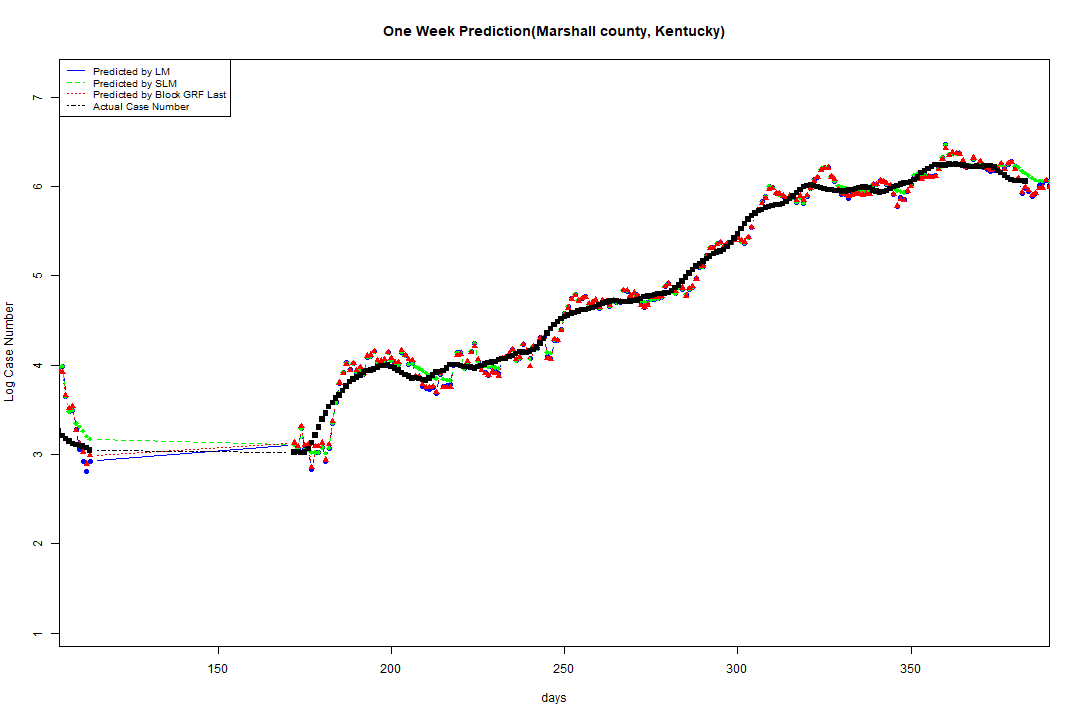 One Week Prediction(Marshall county, Kentucky)
Predicted by LM
Predicted by SLM
Predicted by Block GRF Last
Actual Case Number
7
6
5
4
3
2
1
Log Case Number
150 200 250 300 350
days